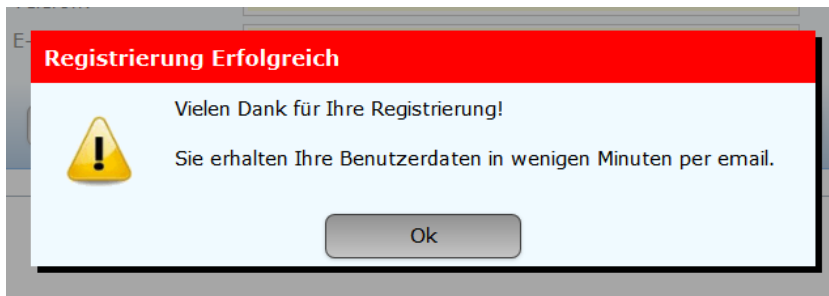 E-
Registrierung Erfolgreich
Vielen Dank für Ihre Registrierung!
Sie erhalten Ihre Benutzerdaten in wenigen Minuten per email.
Ok